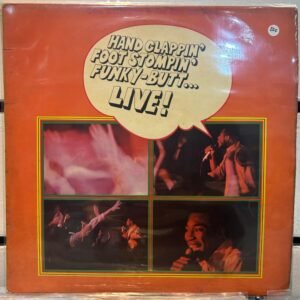 HAND CLAPPIN'
FOOT STOMPIN'
FUNKY-BUTT...
LIVE!